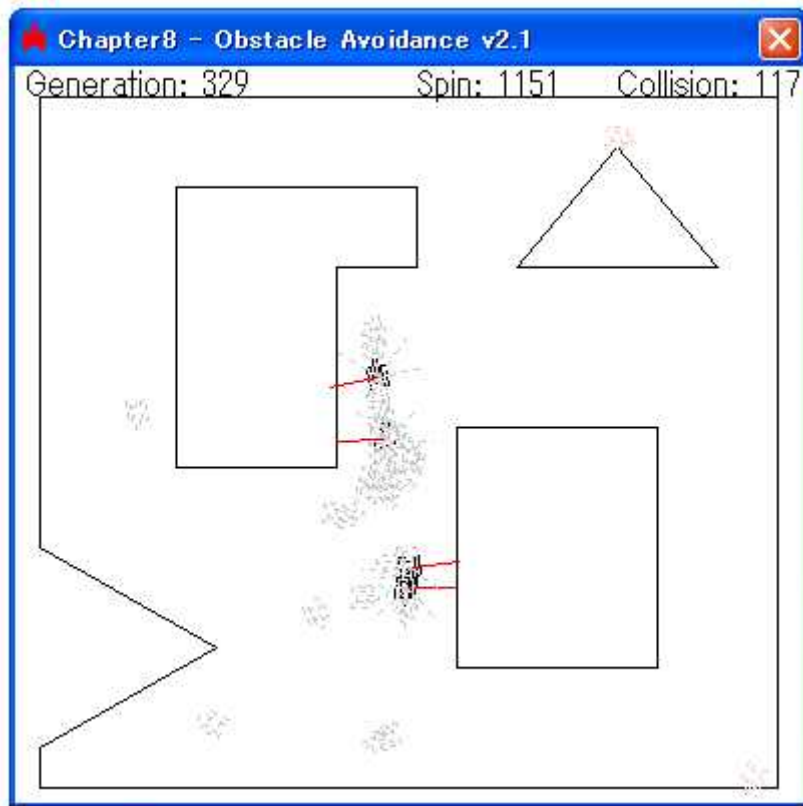 Chapter8 - Obstacle Avoidance v2.1
Generation: 329 Spin: 1151 Collision: 117